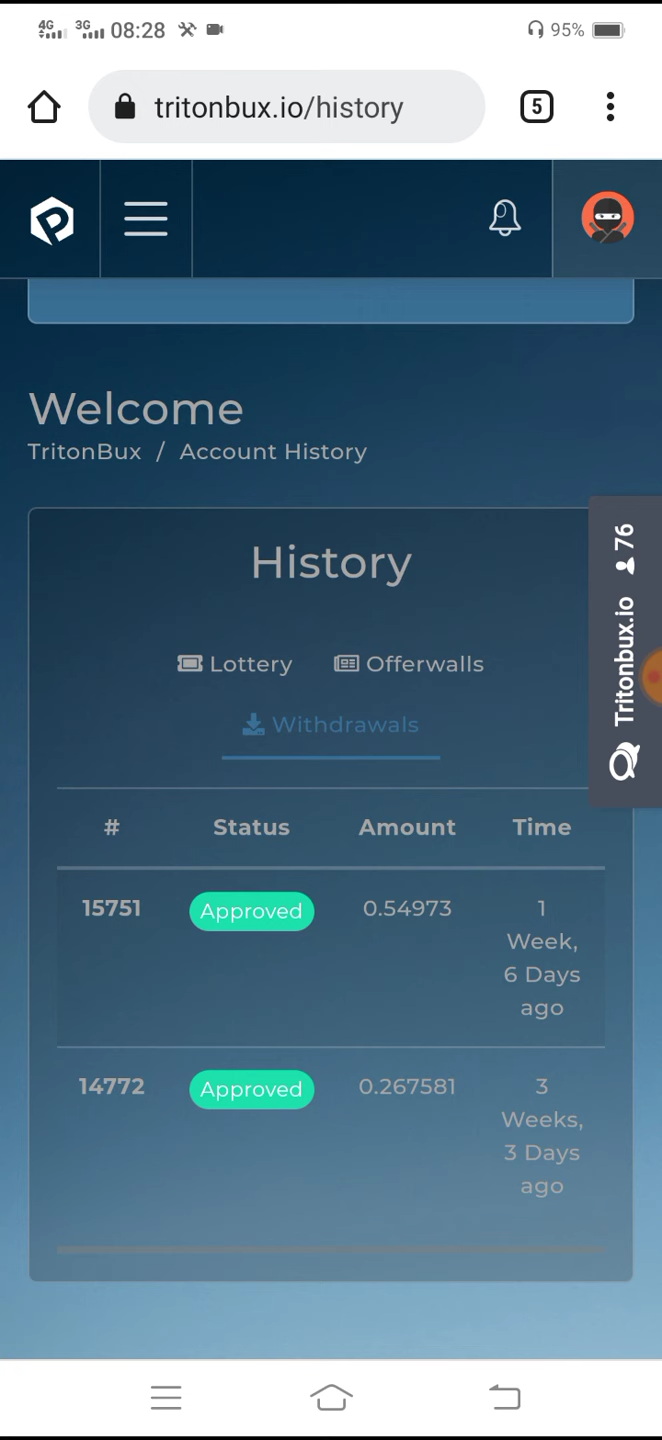 4G 3G 08:28 95%
tritonbux.io/history 5
Welcome
TritonBux / Account History
History
Lottery Offerwalls
Withdrawals
Tritonbux.io 76
# Status Amount Time
15751 Approved 0.54973 1
Week,
6 Days
ago
14772 Approved 0.267581 3
Weeks,
3 Days
ago